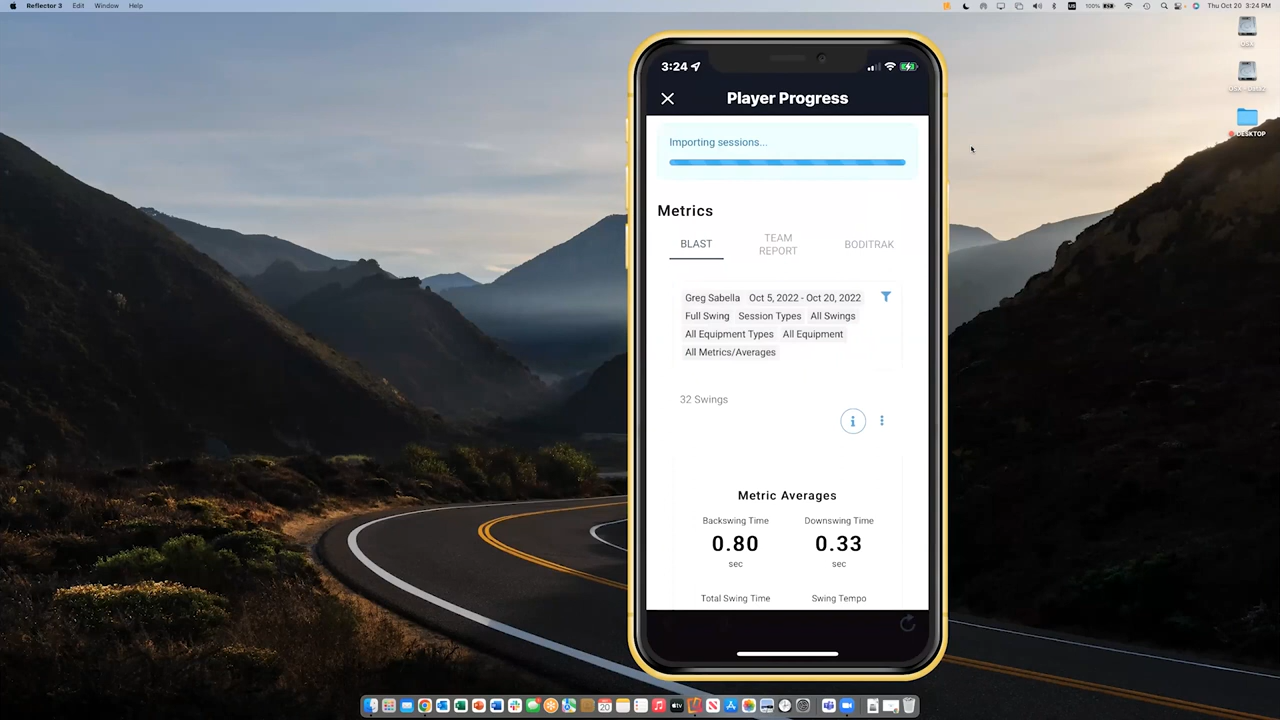 Reflector 3 Edit Window Help
100% Thu Oct 20 3:24 PM
OSX
DESKTOP
3:24
Player Progress
Importing sessions...
Metrics
BLAST
TEAM
REPORT
BODITRAK
Greg Sabella Oct 5, 2022 - Oct 20, 2022
Full Swing Session Types All Swings
All Equipment Types All Equipment
All Metrics/Averages
32 Swings
Metric Averages
Backswing Time Downswing Time
0.80 0.33
sec sec
Total Swing Time Swing Tempo